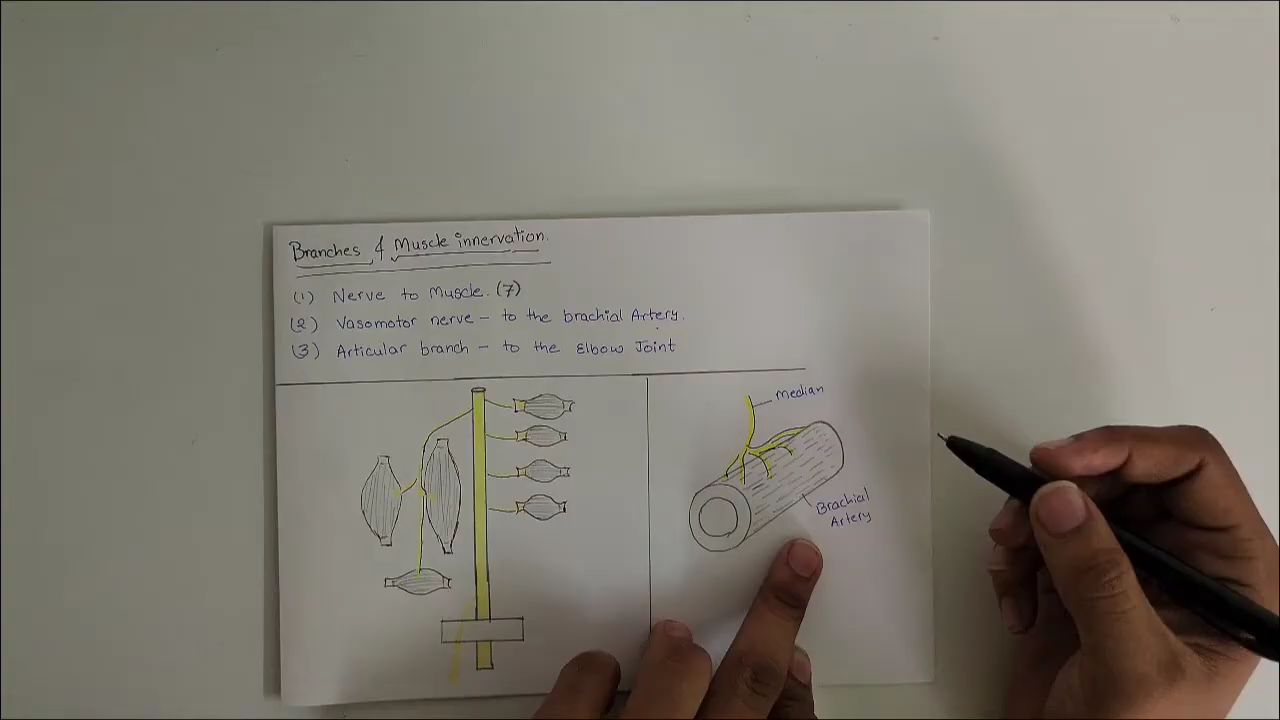 Branches & Muscle innervation.
(1) Nerve to Muscle. (7)
(2) Vasomotor nerve - to the brachial Artery.
(3) Articular branch - to the Elbow Joint
Median
Brachial
Artery